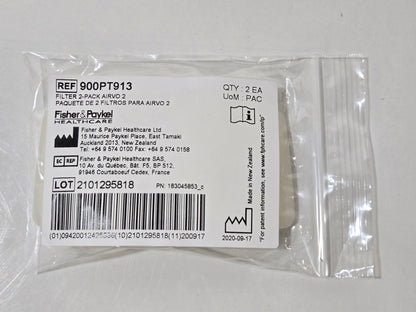 REF 900PT913
FILTER 2-PACK AIRVO 2
PAQUETE DE 2 FILTROS PARA AIRVO 2
QTY : 2 EA
UoM : PAC
Fisher & Paykel
HEALTHCARE
Fisher & Paykel Healthcare Ltd
15 Maurice Paykel Place, East Tamaki
Auckland 2013, New Zealand
Tel +64 9 574 0100 Fax +64 9 574 0158
EC REP Fisher & Paykel Healthcare SAS,
10 Av. du Québec, Bât. F5, BP 512,
91946 Courtaboeuf Cedex, France
LOT 2101295818
PN: 183045853_c
2020-09-17
Made in New Zealand
"For patent information, see www.fphcare.com/ip"
(10)2101295818(11)200917